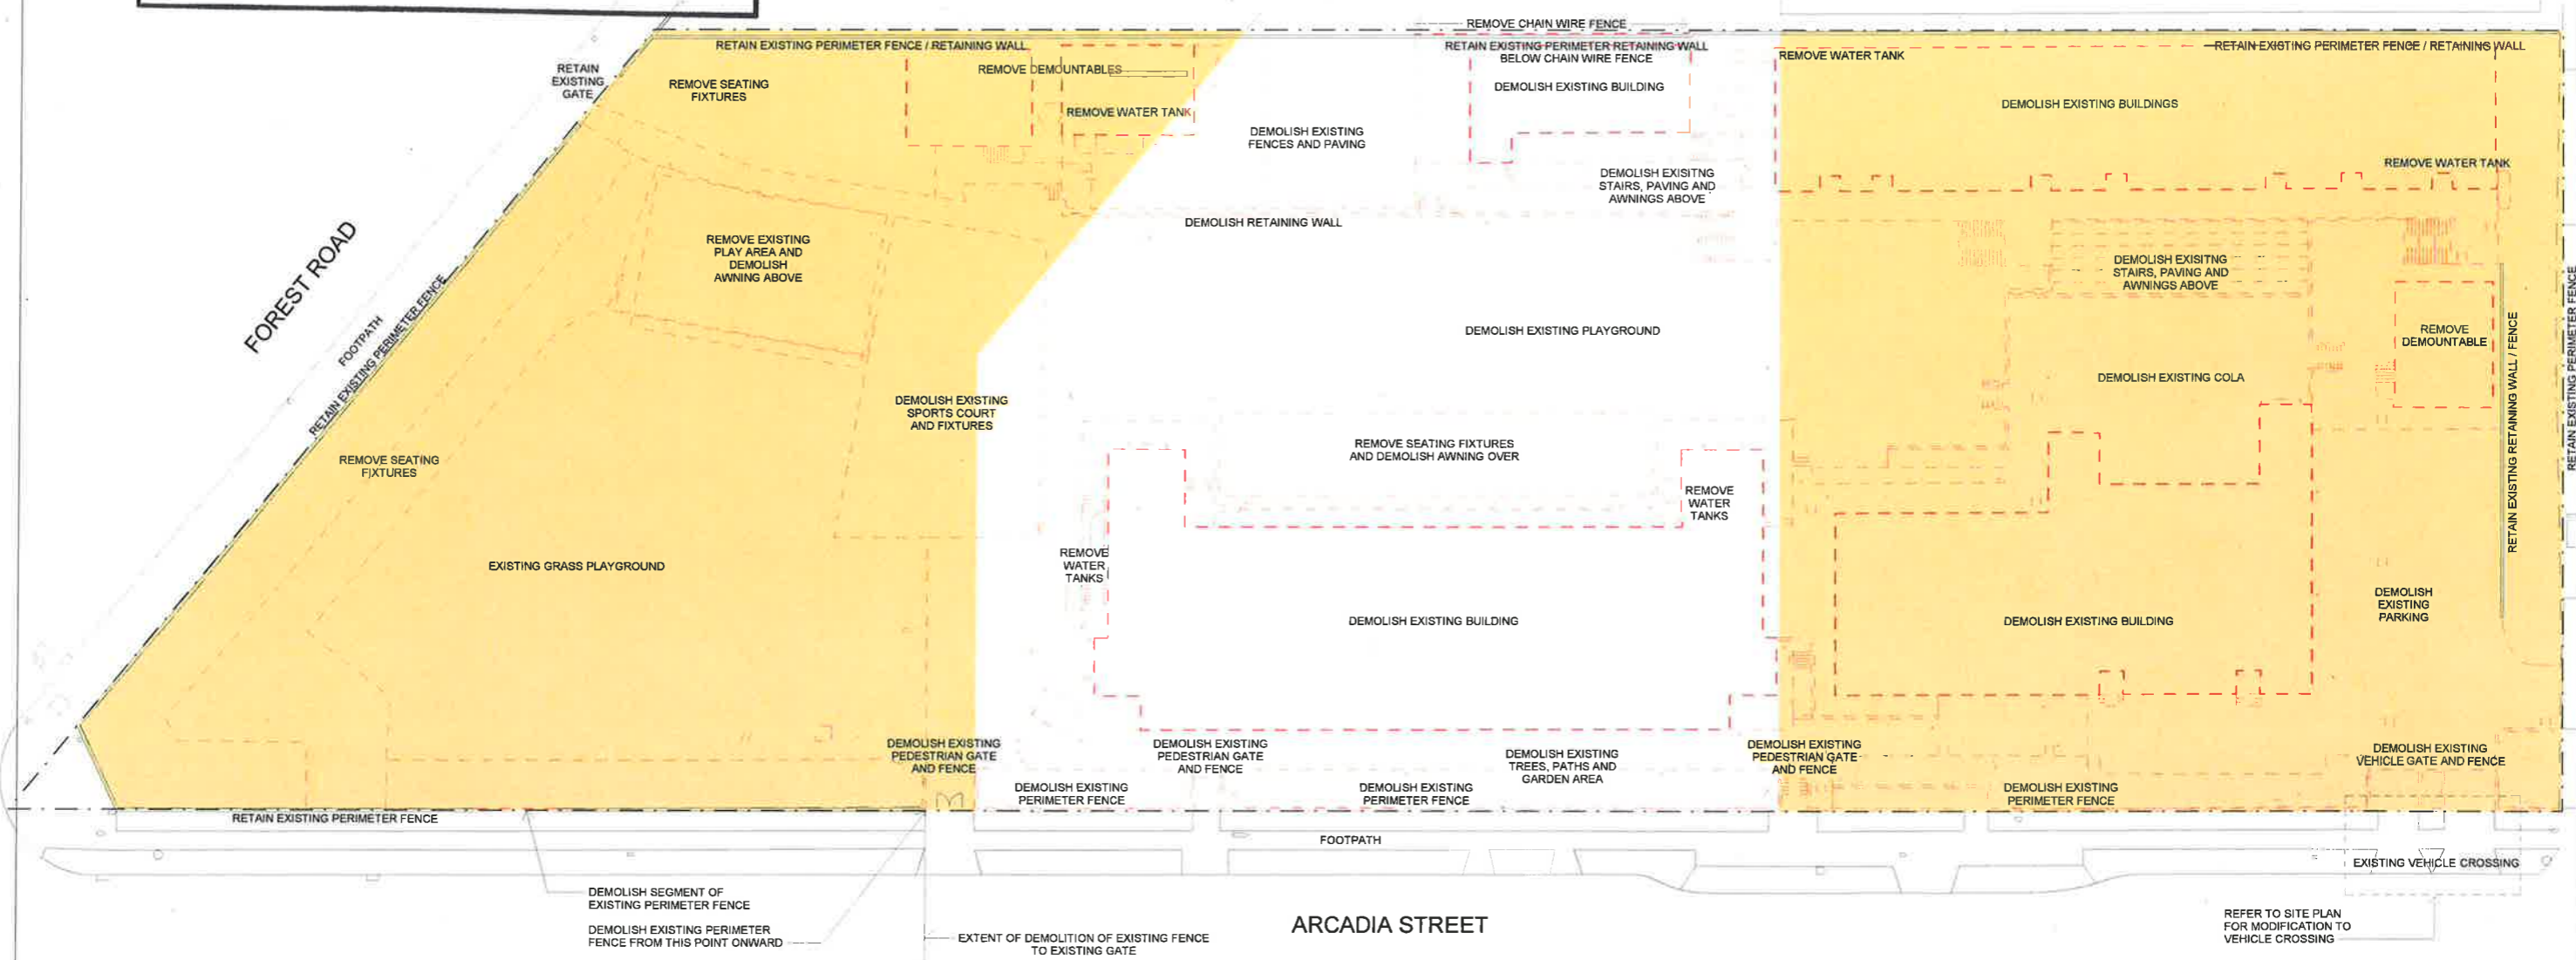 REMOVE CHAIN WIRE FENCE
RETAIN EXISTING PERIMETER FENCE / RETAINING WALL
RETAIN EXISTING PERIMETER RETAINING WALL
BELOW CHAIN WIRE FENCE
RETAIN EXISTING PERIMETER FENCE / RETAINING WALL
REMOVE WATER TANK
RETAIN
EXISTING
GATE
REMOVE SEATING
FIXTURES
REMOVE DEMOUNTABLES
REMOVE WATER TANK
DEMOLISH EXISTING BUILDING
DEMOLISH EXISTING BUILDINGS
DEMOLISH EXISTING
FENCES AND PAVING
DEMOLISH EXISITNG
STAIRS, PAVING AND
AWNINGS ABOVE
REMOVE WATER TANK
DEMOLISH RETAINING WALL
FOREST ROAD
FOOTPATH
RETAIN EXISTING PERIMETER FENCE
REMOVE EXISTING
PLAY AREA AND
DEMOLISH
AWNING ABOVE
DEMOLISH EXISITNG
STAIRS, PAVING AND
AWNINGS ABOVE
DEMOLISH EXISTING PLAYGROUND
REMOVE
DEMOUNTABLE
RETAIN EXISTING RETAINING WALL / FENCE
RETAIN EXISTING PERIMETER FENCE
DEMOLISH EXISTING COLA
DEMOLISH EXISTING
SPORTS COURT
AND FIXTURES
REMOVE SEATING FIXTURES
AND DEMOLISH AWNING OVER
REMOVE SEATING
FIXTURES
REMOVE
WATER
TANKS
REMOVE
WATER
TANKS
EXISTING GRASS PLAYGROUND
DEMOLISH EXISTING BUILDING
DEMOLISH EXISTING BUILDING
DEMOLISH
EXISTING
PARKING
DEMOLISH EXISTING
PEDESTRIAN GATE
AND FENCE
DEMOLISH EXISTING
PEDESTRIAN GATE
AND FENCE
DEMOLISH EXISTING
TREES, PATHS AND
GARDEN AREA
DEMOLISH EXISTING
PEDESTRIAN GATE
AND FENCE
DEMOLISH EXISTING
VEHICLE GATE AND FENCE
DEMOLISH EXISTING
PERIMETER FENCE
DEMOLISH EXISTING
PERIMETER FENCE
DEMOLISH EXISTING
PERIMETER FENCE
RETAIN EXISTING PERIMETER FENCE
FOOTPATH
EXISTING VEHICLE CROSSING
DEMOLISH SEGMENT OF
EXISTING PERIMETER FENCE
DEMOLISH EXISTING PERIMETER
FENCE FROM THIS POINT ONWARD
EXTENT OF DEMOLITION OF EXISTING FENCE
TO EXISTING GATE
ARCADIA STREET
REFER TO SITE PLAN
FOR MODIFICATION TO
VEHICLE CROSSING